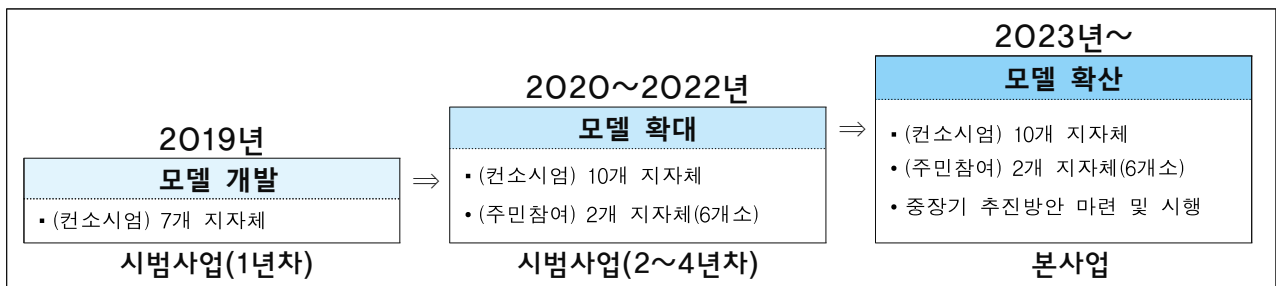 2019년
모델 개발
▪ (컨소시엄) 7개 지자체
시범사업(1년차)
⇒
2020～2022년
모델 확대
▪ (컨소시엄) 10개 지자체
▪ (주민참여) 2개 지자체(6개소)
시범사업(2～4년차)
⇒
2023년～
모델 확산
▪ (컨소시엄) 10개 지자체
▪ (주민참여) 2개 지자체(6개소)
▪ 중장기 추진방안 마련 및 시행
본사업